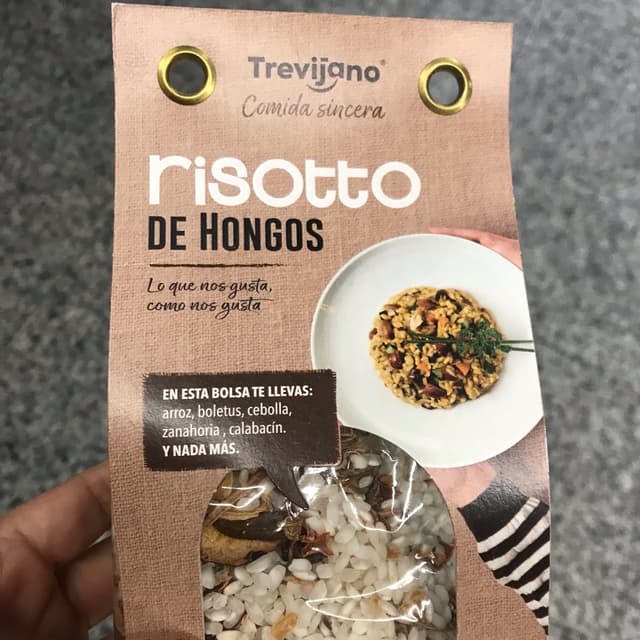 Trevijano®
Comida sincera
risotto
DE HONGOS
Lo que nos gusta,
como nos gusta
EN ESTA BOLSA TE LLEVAS:
arroz, boletus, cebolla,
zanahoria , calabacín.
Y NADA MÁS.